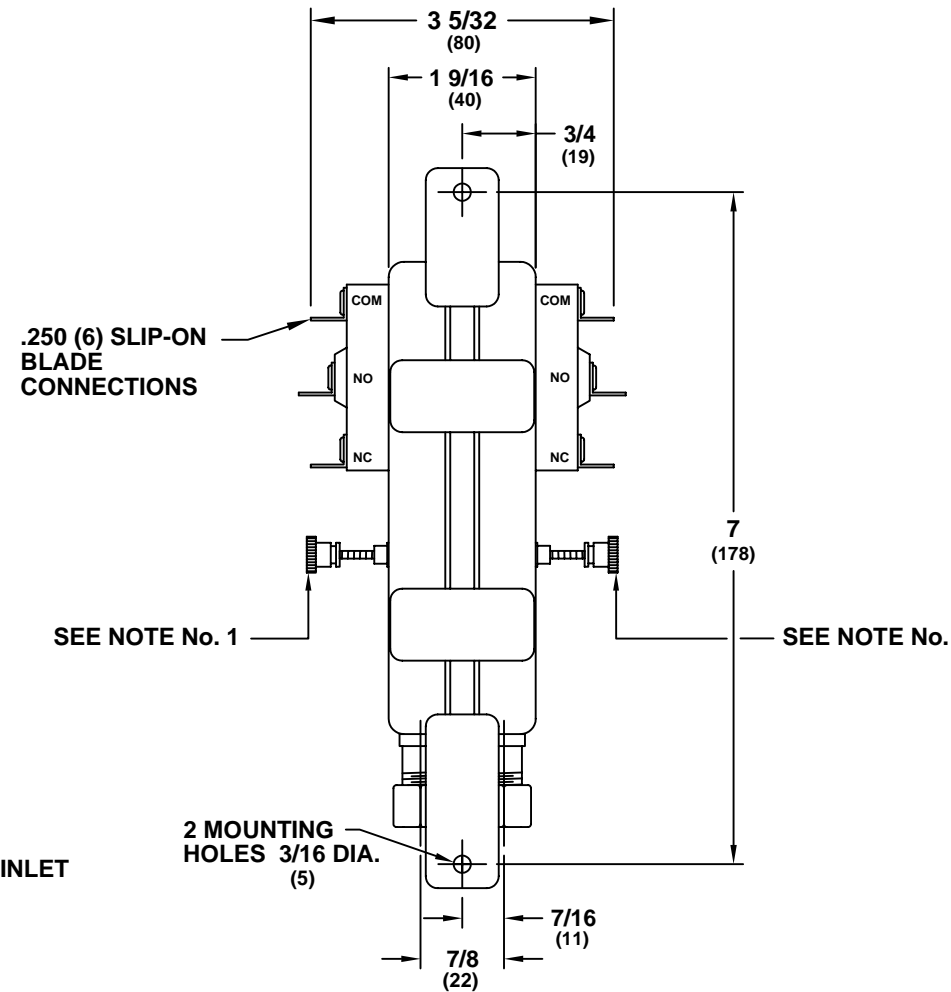 3 5/32
(80)
1 9/16
(40)
3/4
(19)
COM
COM
.250 (6) SLIP-ON
BLADE
CONNECTIONS
NO
NO
NC
NC
7
(178)
SEE NOTE No. 1
SEE NOTE No.
2 MOUNTING
HOLES 3/16 DIA.
(5)
INLET
7/16
(11)
7/8
(22)